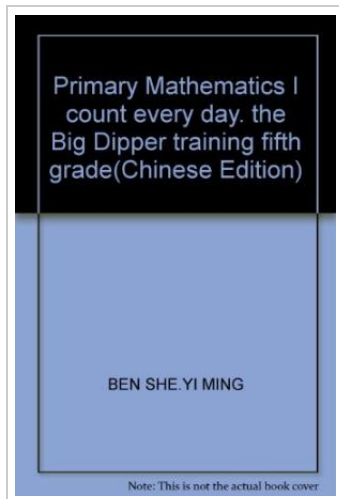 Primary Mathematics I
count every day. the
Big Dipper training fifth
grade(Chinese Edition)
BEN SHE.YI MING
Note: This is not the actual book cover